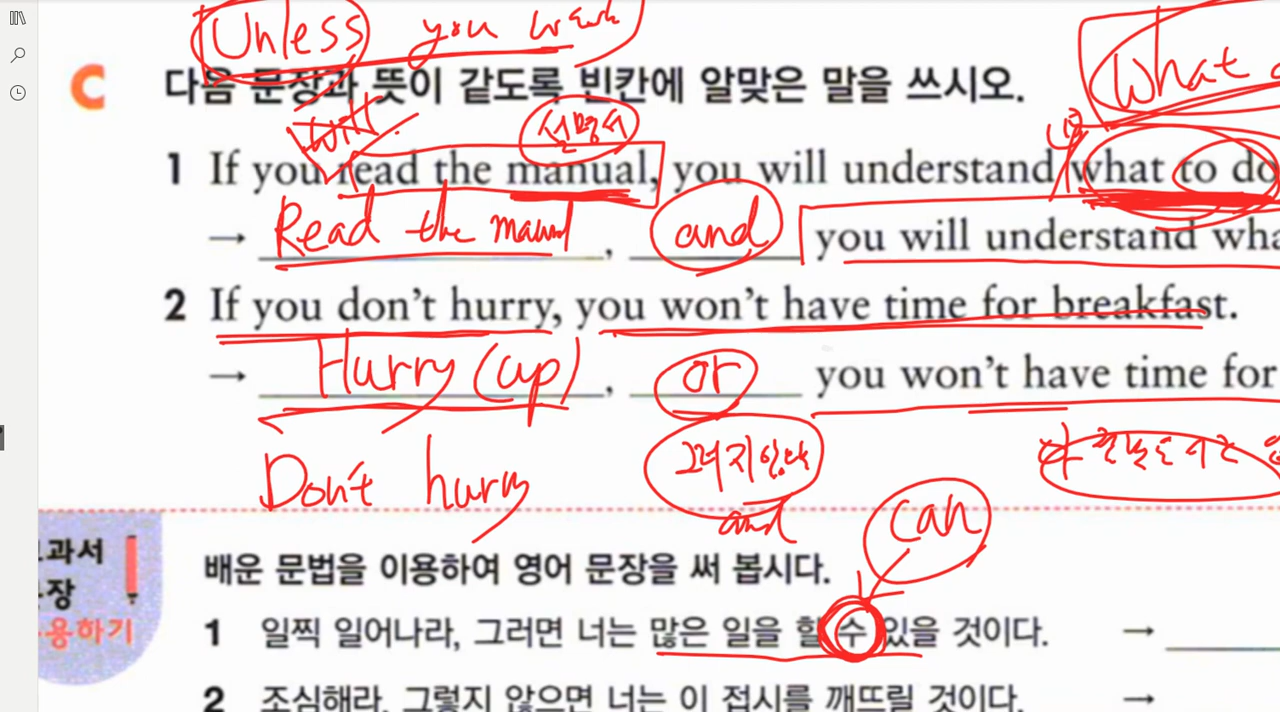 Unless you want
What
C 다음 문장과 뜻이 같도록 빈칸에 알맞은 말을 쓰시오.
will 설명서
1 If you read the manual, you will understand what to do
→ Read the manual, and you will understand wha
2 If you don't hurry, you won't have time for breakfast.
→ Hurry (up), or you won't have time for
Don't hurry
and
can
과서
장
용하기
배운 문법을 이용하여 영어 문장을 써 봅시다.
1 일찍 일어나라, 그러면 너는 많은 일을 할 수 있을 것이다. →
2 조심해라, 그렇지 않으면 너는 이 접시를 깨뜨릴 것이다. →